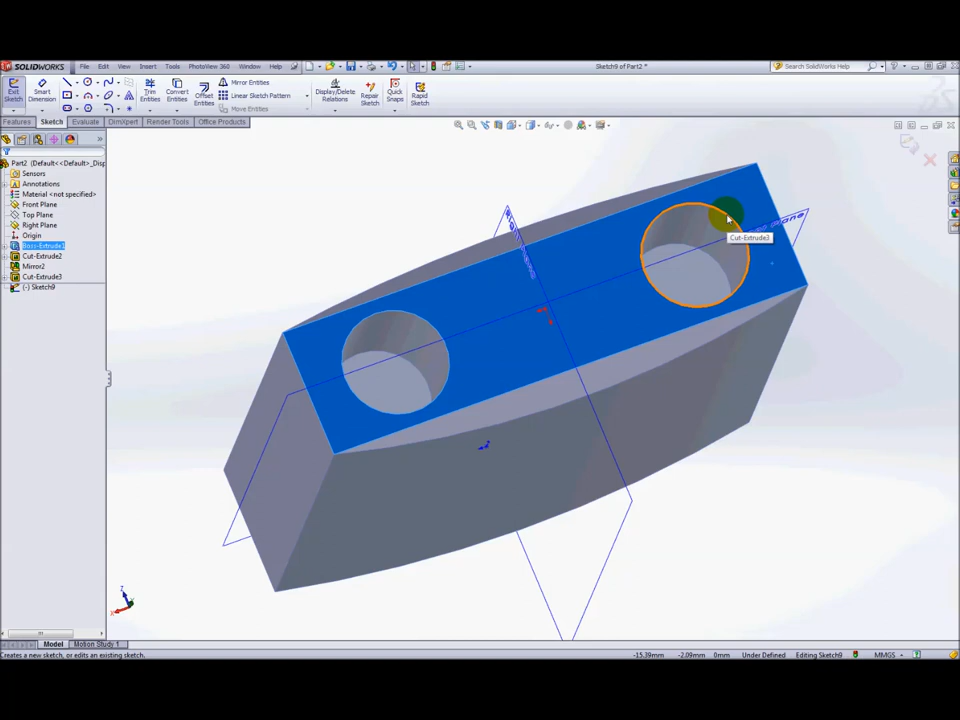 SOLIDWORKS File Edit View Insert Tools PhotoView 360 Window Help Sketch9 of Part2 * Search SolidWorks Help
Exit Sketch
Smart Dimension
Trim Entities
Convert Entities
Offset Entities
Mirror Entities
Linear Sketch Pattern
Move Entities
Display/Delete Relations
Repair Sketch
Quick Snaps
Rapid Sketch
Features Sketch Evaluate DimXpert Render Tools Office Products
Part2 (Default<<Default>_Disp
Sensors
Annotations
Material <not specified>
Front Plane
Top Plane
Right Plane
Origin
Boss-Extrude1
Cut-Extrude2
Mirror2
Cut-Extrude3
(-) Sketch9
Cut-Extrude3
Z
X
Model Motion Study 1
Creates a new sketch, or edits an existing sketch. -15.39mm -2.09mm 0mm Under Defined Editing Sketch9 MMGS